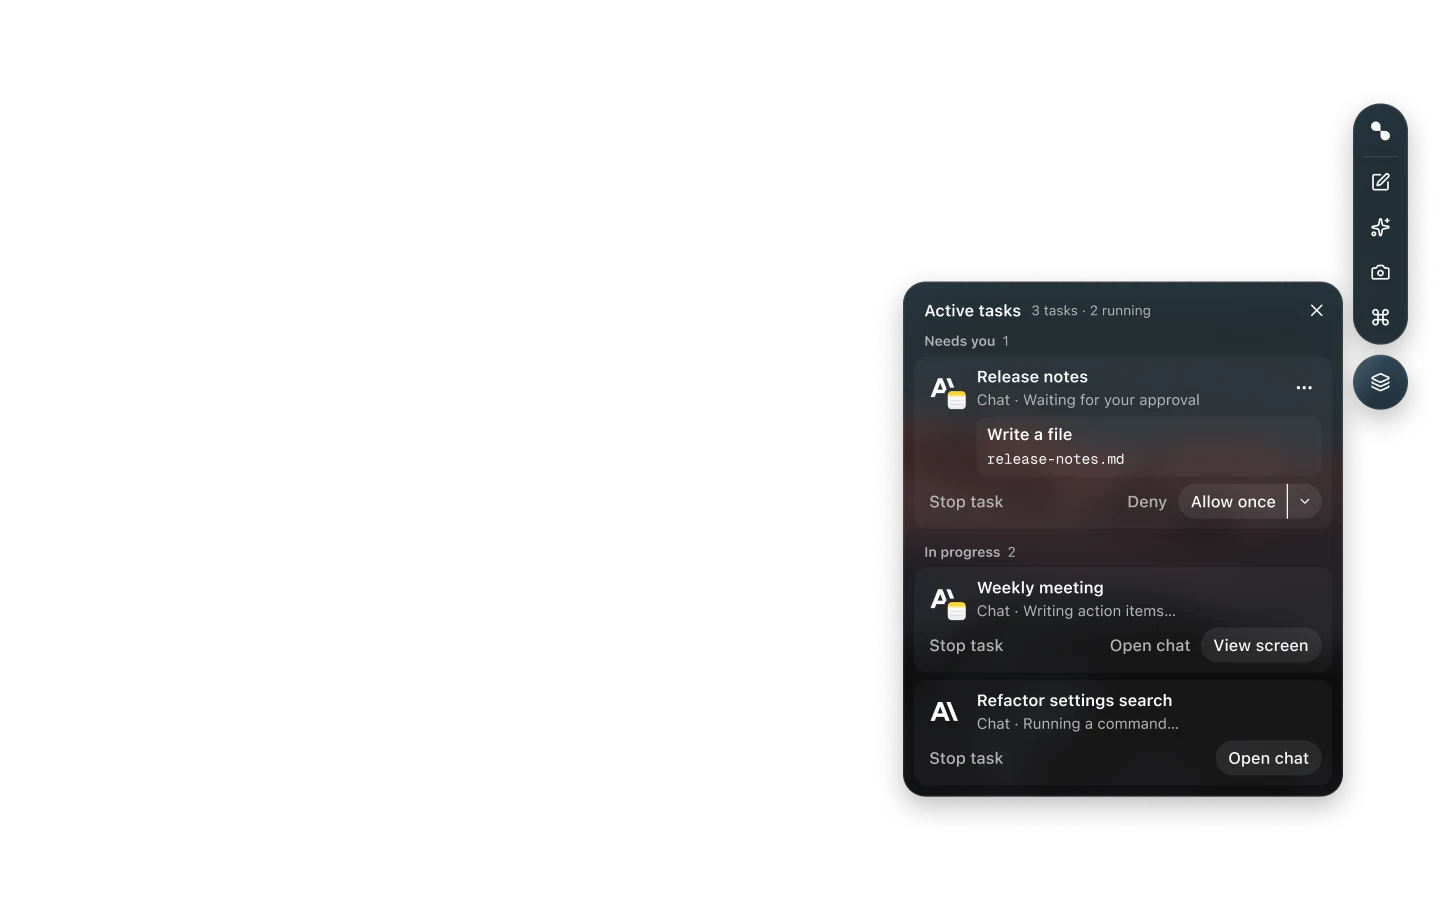 Active tasks 3 tasks · 2 running
Needs you 1
Release notes
Chat · Waiting for your approval
Write a file
release-notes.md
Stop task Deny Allow once
In progress 2
Weekly meeting
Chat · Writing action items...
Stop task Open chat View screen
Refactor settings search
Chat · Running a command...
Stop task Open chat